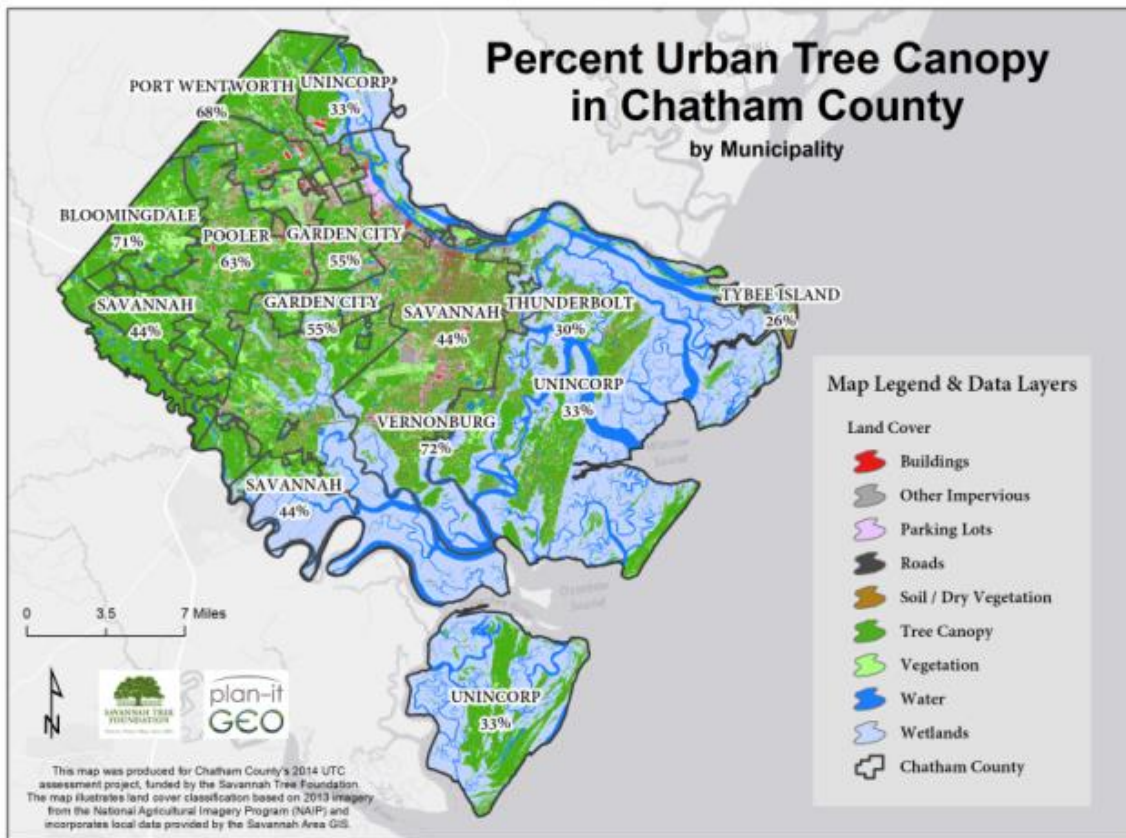 Percent Urban Tree Canopy
in Chatham County
by Municipality
PORT WENTWORTH
68%
UNINCORP
33%
BLOOMINGDALE
71%
POOLER
63%
GARDEN CITY
55%
SAVANNAH
44%
GARDEN CITY
55%
SAVANNAH
44%
THUNDERBOLT
30%
TYBEE ISLAND
26%
UNINCORP
33%
VERNONBURG
72%
SAVANNAH
44%
UNINCORP
33%
Sound
Sound
Map Legend & Data Layers
Land Cover
Buildings
Other Impervious
Parking Lots
Roads
Soil / Dry Vegetation
Tree Canopy
Vegetation
Water
Wetlands
Chatham County
0 3.5 7 Miles
N
SAVANNAH TREE
FOUNDATION
plan-it
GEO
This map was produced for Chatham County's 2014 UTC
assessment project, funded by the Savannah Tree Foundation.
The map illustrates land cover classification based on 2013 imagery
from the National Agricultural Imagery Program (NAIP) and
incorporates local data provided by the Savannah Area GIS.